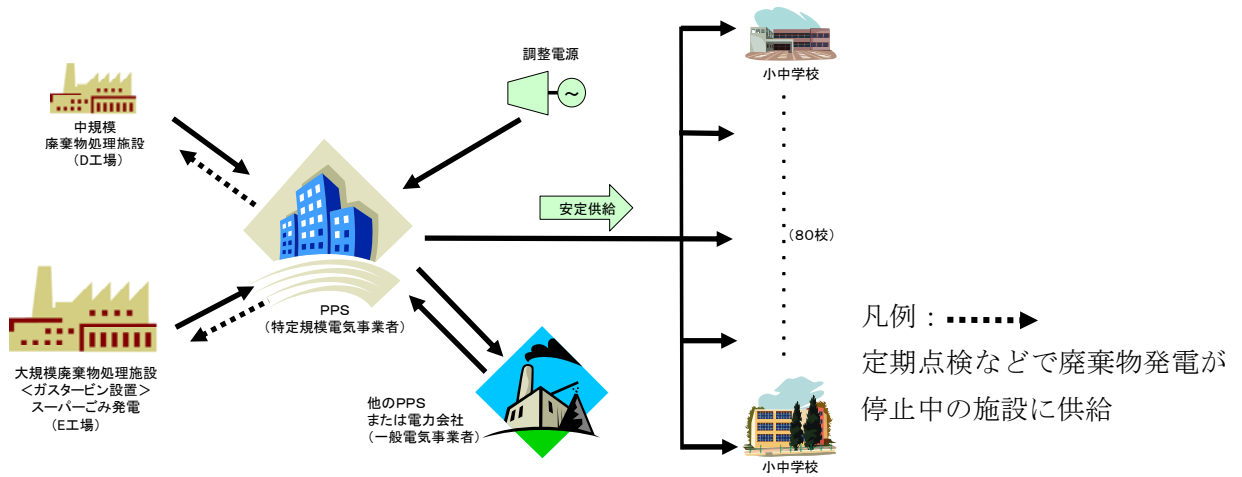 調整電源
～
小中学校
中規模
廃棄物処理施設
（D工場）
安定供給
（80校）
PPS
（特定規模電気事業者）
大規模廃棄物処理施設
＜ガスタービン設置＞
スーパーごみ発電
（E工場）
他のPPS
または電力会社
（一般電気事業者）
小中学校
凡例：
定期点検などで廃棄物発電が
停止中の施設に供給